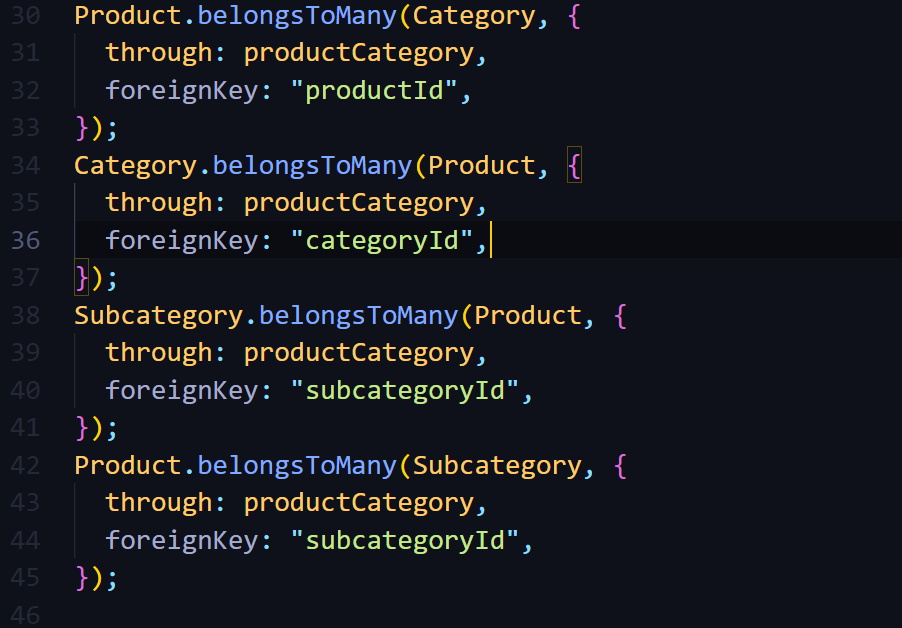 30 Product.belongsToMany(Category, {
31   through: productCategory,
32   foreignKey: "productId",
33 });
34 Category.belongsToMany(Product, {
35   through: productCategory,
36   foreignKey: "categoryId",
37 });
38 Subcategory.belongsToMany(Product, {
39   through: productCategory,
40   foreignKey: "subcategoryId",
41 });
42 Product.belongsToMany(Subcategory, {
43   through: productCategory,
44   foreignKey: "subcategoryId",
45 });
46